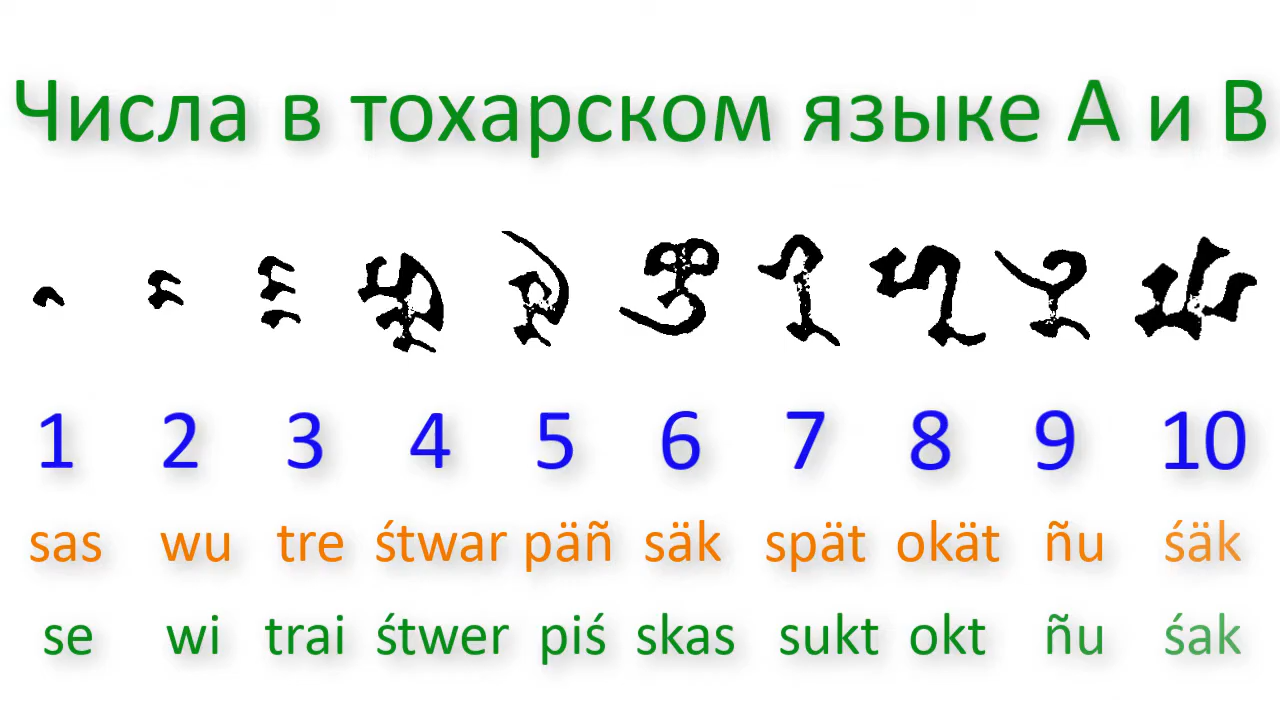 Числа в тохарском языке А и В
1 2 3 4 5 6 7 8 9 10
sas wu tre śtwar päñ säk spät okät ñu śäk
se wi trai śtwer piś skas sukt okt ñu śak